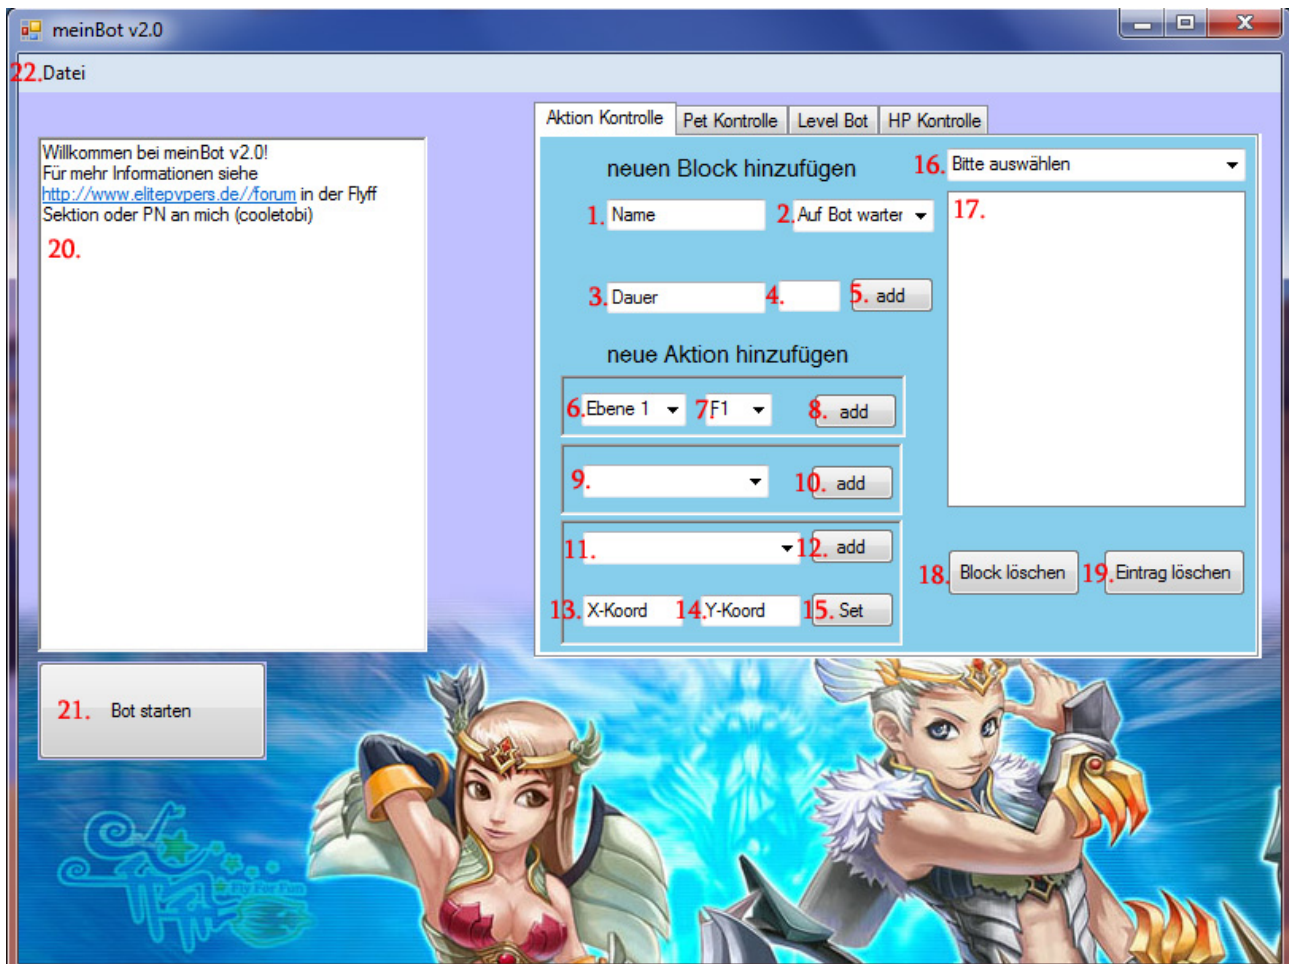 meinBot v2.0
22. Datei
Aktion Kontrolle Pet Kontrolle Level Bot HP Kontrolle
Willkommen bei meinBot v2.0!
Für mehr Informationen siehe
http://www.elitepvpers.de//forum in der Flyff
Sektion oder PN an mich (cooletobi)
20.
neuen Block hinzufügen
16. Bitte auswählen
1. Name 2. Auf Bot warter
17.
3. Dauer 4. 5. add
neue Aktion hinzufügen
6. Ebene 1 7. F1 8. add
9. 10. add
11. 12. add
13. X-Koord 14. Y-Koord 15. Set
18. Block löschen 19. Eintrag löschen
21. Bot starten
Fly For Fun